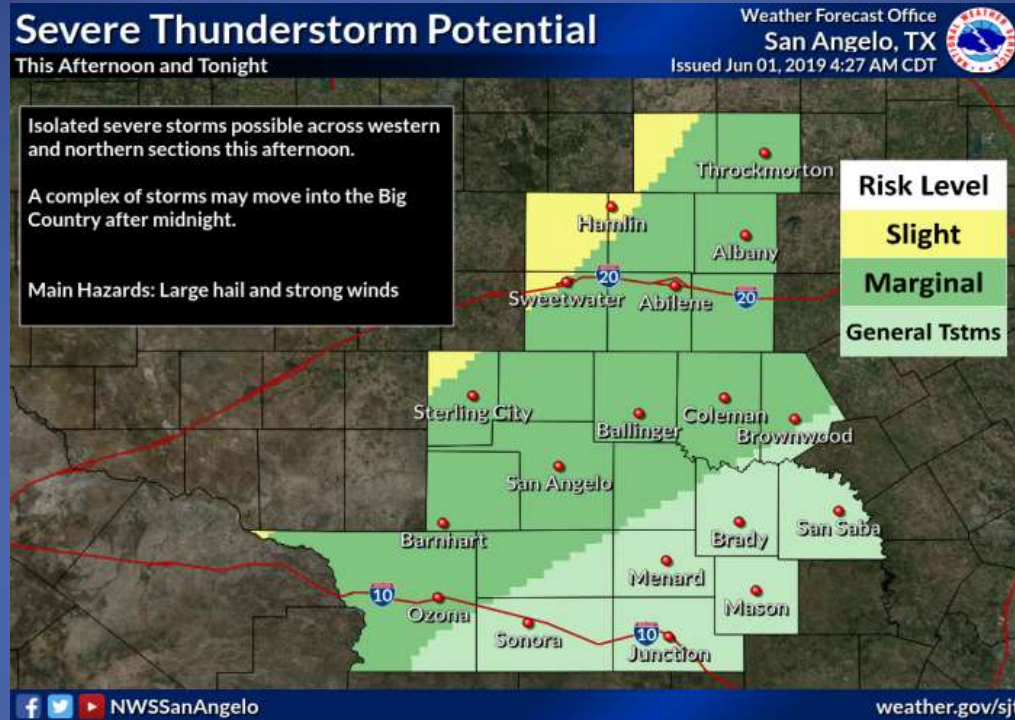 Severe Thunderstorm Potential
This Afternoon and Tonight
Weather Forecast Office
San Angelo, TX
Issued Jun 01, 2019 4:27 AM CDT
NATIONAL WEATHER SERVICE
Isolated severe storms possible across western
and northern sections this afternoon.
A complex of storms may move into the Big
Country after midnight.
Main Hazards: Large hail and strong winds
Risk Level
Slight
Marginal
General Tstms
Throckmorton
Hamlin
Albany
20
Sweetwater
Abilene
20
Sterling City
Ballinger
Coleman
Brownwood
San Angelo
Barnhart
Brady
San Saba
Menard
10
Ozona
Mason
Sonora
10
Junction
NWSSanAngelo
weather.gov/sjt